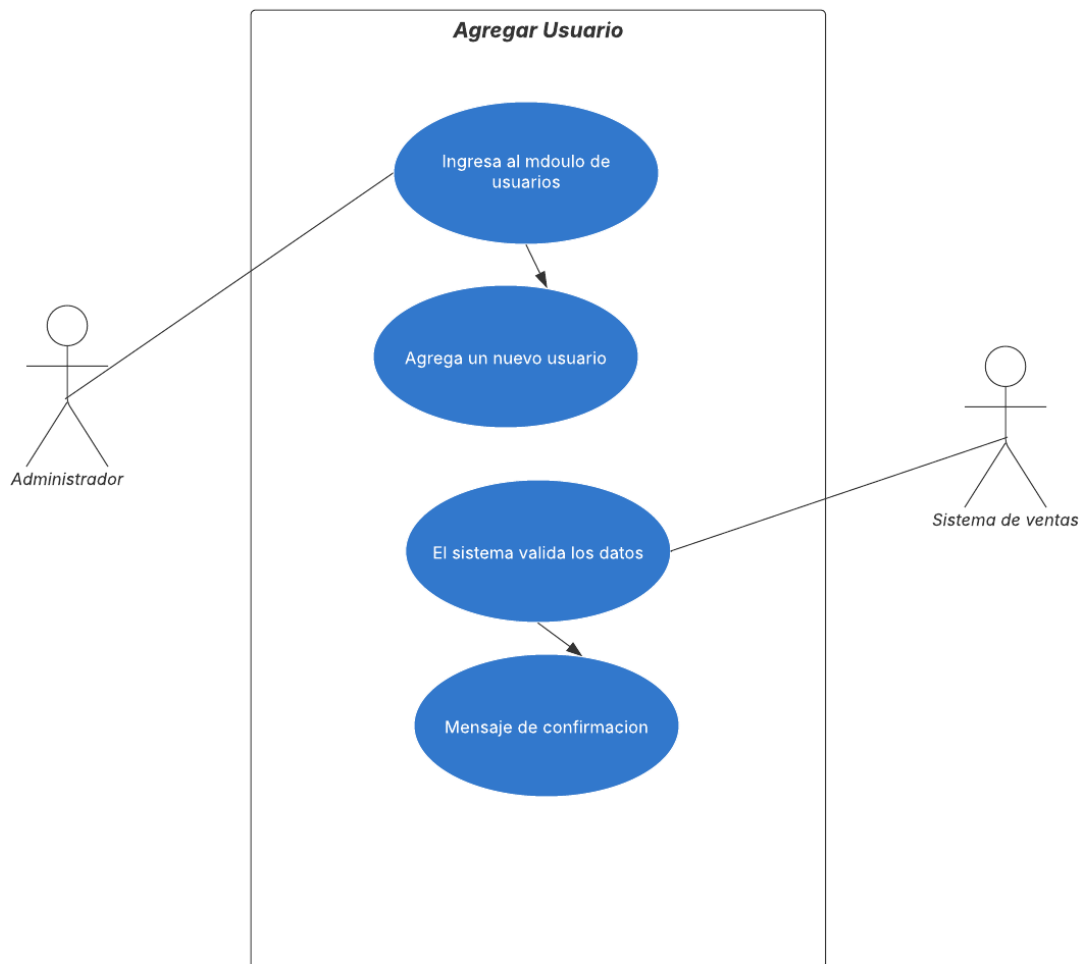 Agregar Usuario
Ingresa al mdoulo de
usuarios
Agrega un nuevo usuario
Administrador
Sistema de ventas
El sistema valida los datos
Mensaje de confirmacion